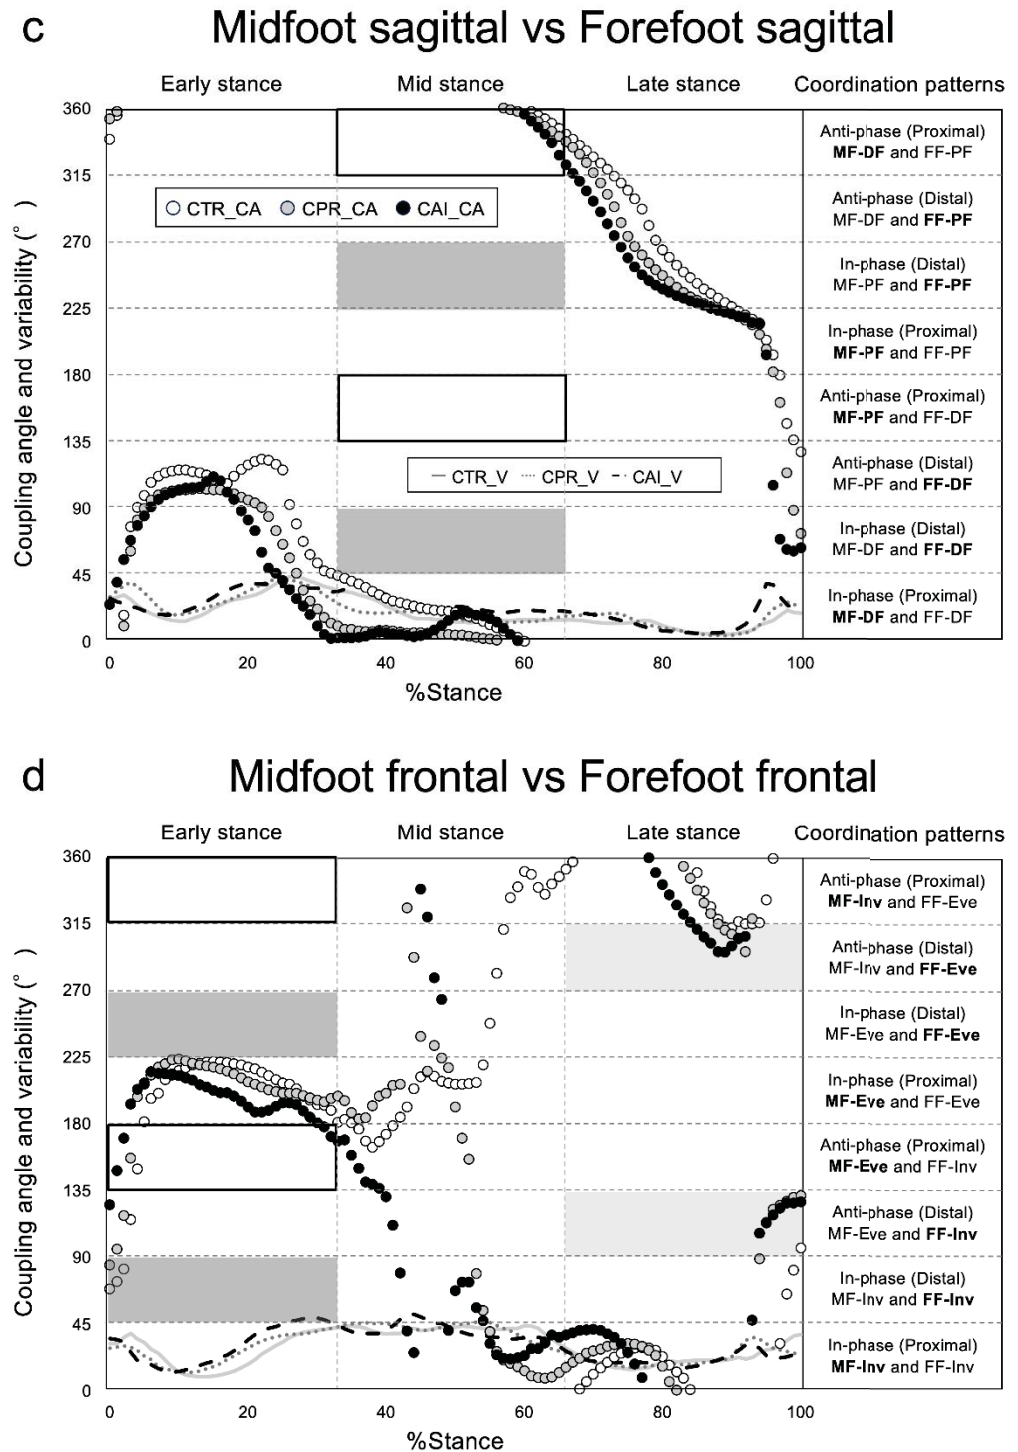 c Midfoot sagittal vs Forefoot sagittal
Early stance Mid stance Late stance Coordination patterns
Coupling angle and variability (°)
360
315
270
225
180
135
90
45
0
CTR_CA CPR_CA CAI_CA
CTR_V CPR_V CAI_V
Anti-phase (Proximal)
MF-DF and FF-PF
Anti-phase (Distal)
MF-DF and FF-PF
In-phase (Distal)
MF-PF and FF-PF
In-phase (Proximal)
MF-PF and FF-PF
Anti-phase (Proximal)
MF-PF and FF-DF
Anti-phase (Distal)
MF-PF and FF-DF
In-phase (Distal)
MF-DF and FF-DF
In-phase (Proximal)
MF-DF and FF-DF
0 20 40 60 80 100
%Stance
d Midfoot frontal vs Forefoot frontal
Early stance Mid stance Late stance Coordination patterns
Coupling angle and variability (°)
360
315
270
225
180
135
90
45
0
Anti-phase (Proximal)
MF-Inv and FF-Eve
Anti-phase (Distal)
MF-Inv and FF-Eve
In-phase (Distal)
MF-Eve and FF-Eve
In-phase (Proximal)
MF-Eve and FF-Eve
Anti-phase (Proximal)
MF-Eve and FF-Inv
Anti-phase (Distal)
MF-Eve and FF-Inv
In-phase (Distal)
MF-Inv and FF-Inv
In-phase (Proximal)
MF-Inv and FF-Inv
0 20 40 60 80 100
%Stance